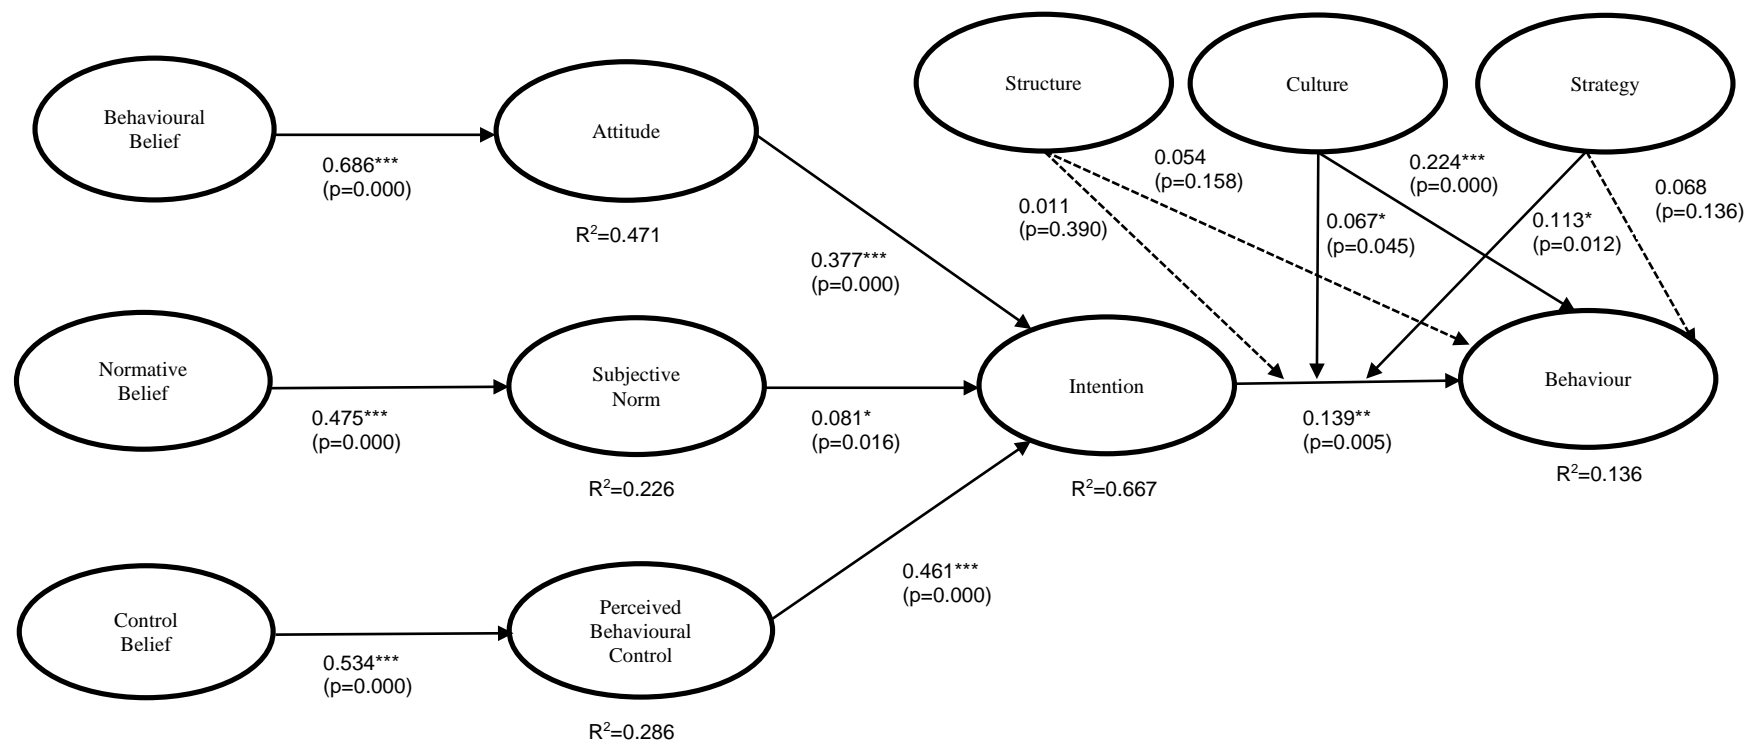 Structure
Culture
Strategy
Behavioural
Belief
Attitude
0.686***
(p=0.000)
R²=0.471
0.054
(p=0.158)
0.224***
(p=0.000)
0.068
(p=0.136)
0.011
(p=0.390)
0.067*
(p=0.045)
0.113*
(p=0.012)
0.377***
(p=0.000)
Normative
Belief
Subjective
Norm
Intention
Behaviour
0.475***
(p=0.000)
0.081*
(p=0.016)
0.139**
(p=0.005)
R²=0.226
R²=0.667
R²=0.136
Control
Belief
Perceived
Behavioural
Control
0.461***
(p=0.000)
0.534***
(p=0.000)
R²=0.286